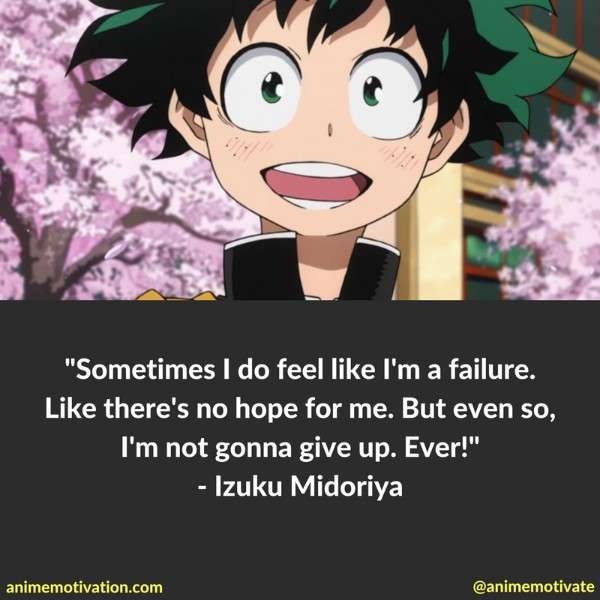 "Sometimes I do feel like I'm a failure.
Like there's no hope for me. But even so,
I'm not gonna give up. Ever!"
- Izuku Midoriya
animemotivation.com
@animemotivate